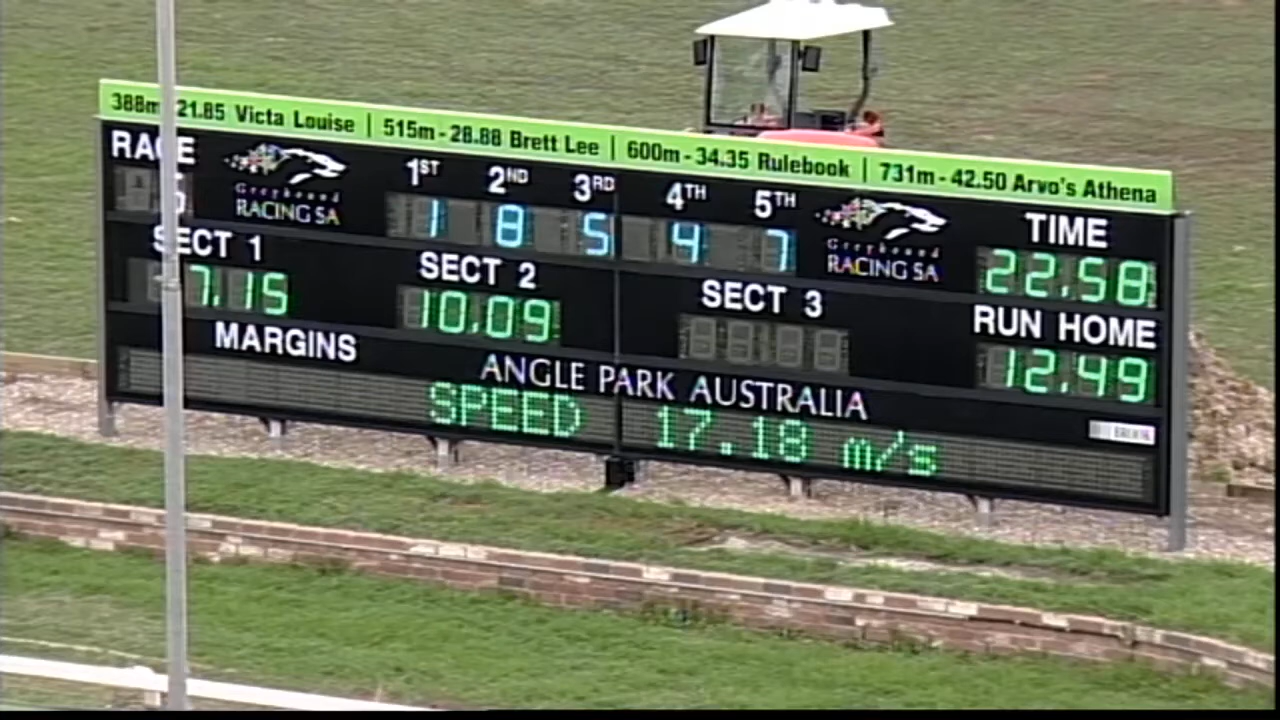 388m 21.85 Victa Louise | 515m - 28.88 Brett Lee | 600m - 34.35 Rulebook | 731m - 42.50 Arvo's Athena
RACE 1ST 2ND 3RD 4TH 5TH TIME
Greyhound RACING SA 1 8 5 4 7 Greyhound RACING SA 22.58
SECT 1 SECT 2 SECT 3 RUN HOME
7.15 10.09 12.49
MARGINS ANGLE PARK AUSTRALIA
SPEED 17.18 m/s